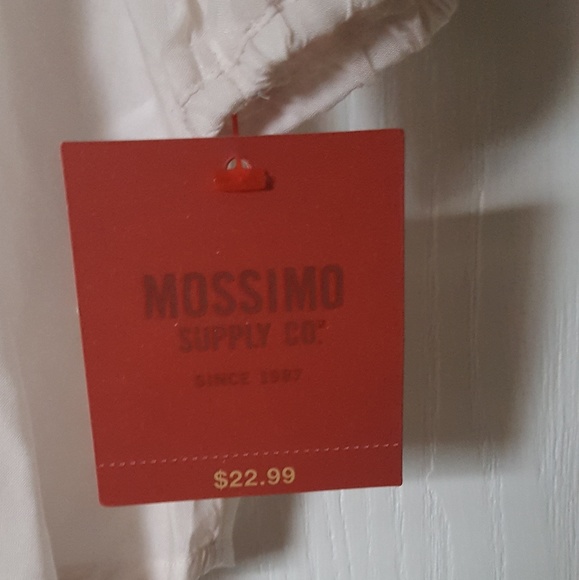 MOSSIMO
SUPPLY CO.
SINCE 1987
$22.99